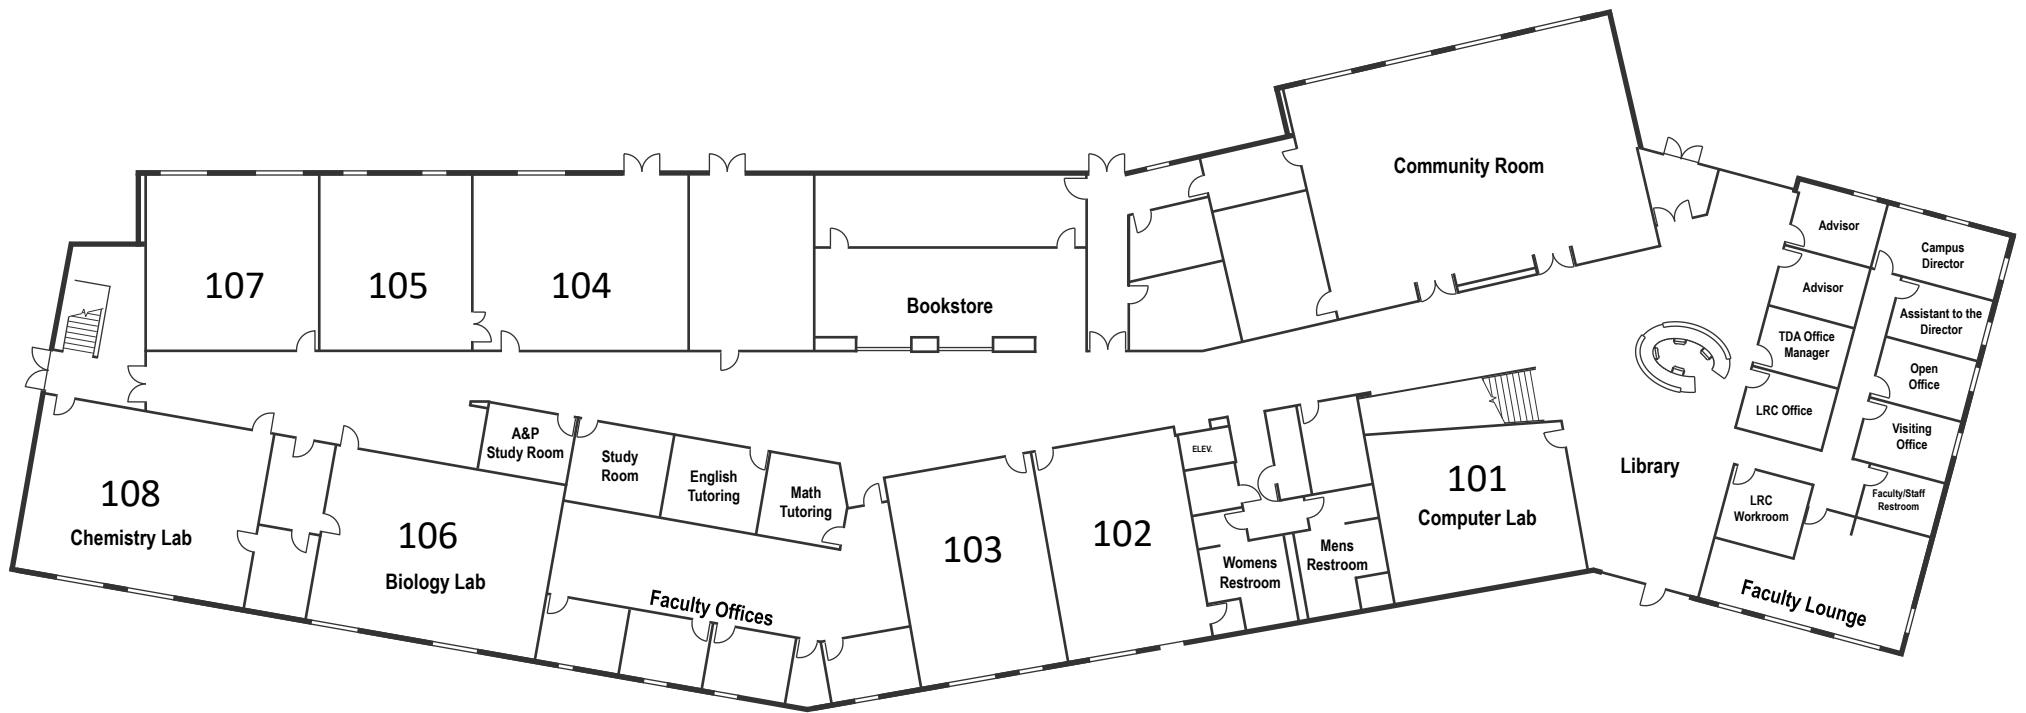 Community Room
Advisor
Campus
Director
107
105
104
Bookstore
Advisor
Assistant to the
Director
TDA Office
Manager
Open
Office
LRC Office
Visiting
Office
A&P
Study Room
Study
Room
English
Tutoring
Math
Tutoring
ELEV.
Library
101
Computer Lab
108
Chemistry Lab
106
Biology Lab
103
102
Womens
Restroom
Mens
Restroom
LRC
Workroom
Faculty/Staff
Restroom
Faculty Offices
Faculty Lounge